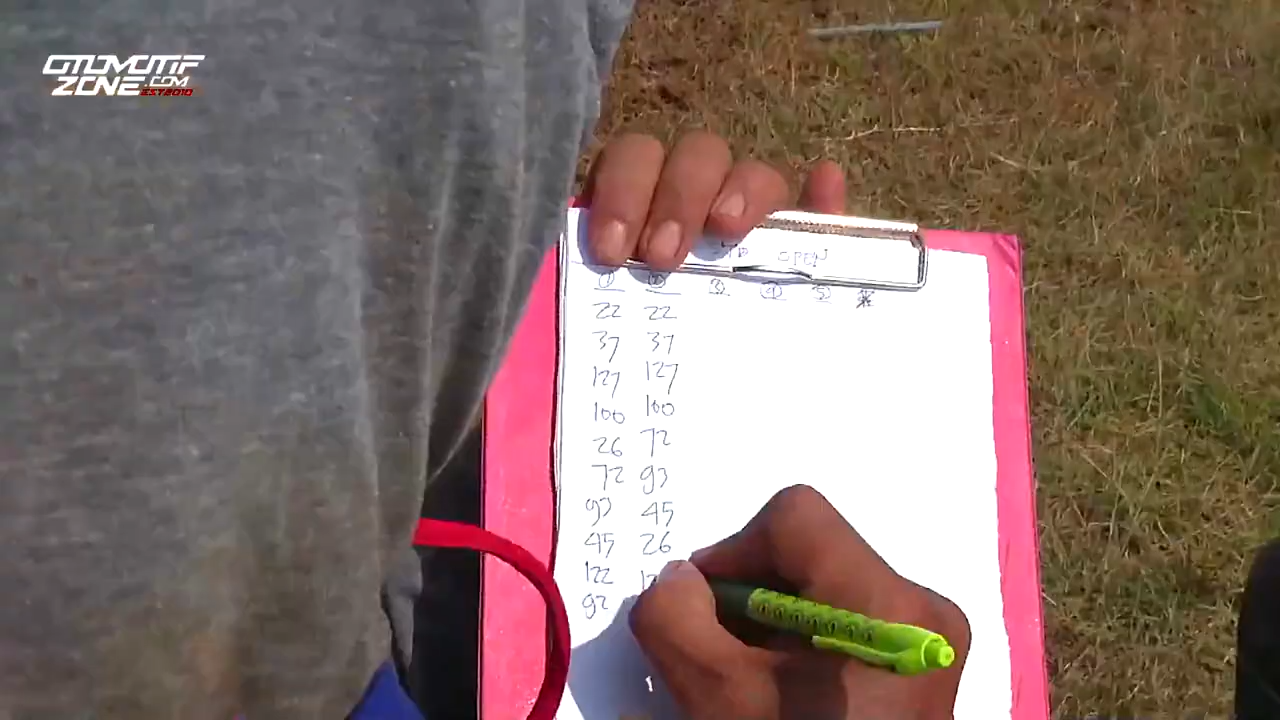 OTOMOTIF
ZONE.COM
EST2010
OPEN
① ② ③ ④ ⑤
22 22
37 37
127 127
100 100
26 72
72 93
93 45
45 26
122
92